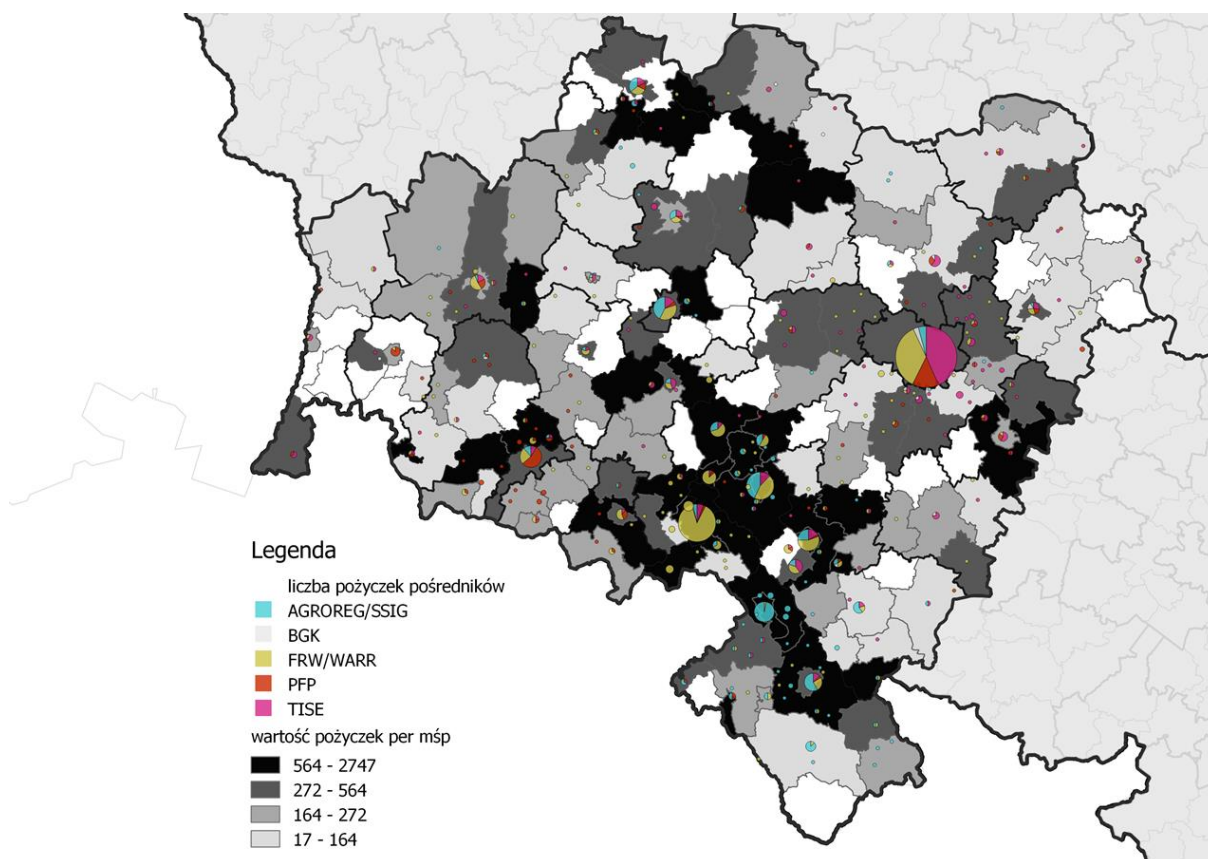 Legenda
liczba pożyczek pośredników
AGROREG/SSIG
BGK
FRW/WARR
PFP
TISE
wartość pożyczek per mśp
564 - 2747
272 - 564
164 - 272
17 - 164